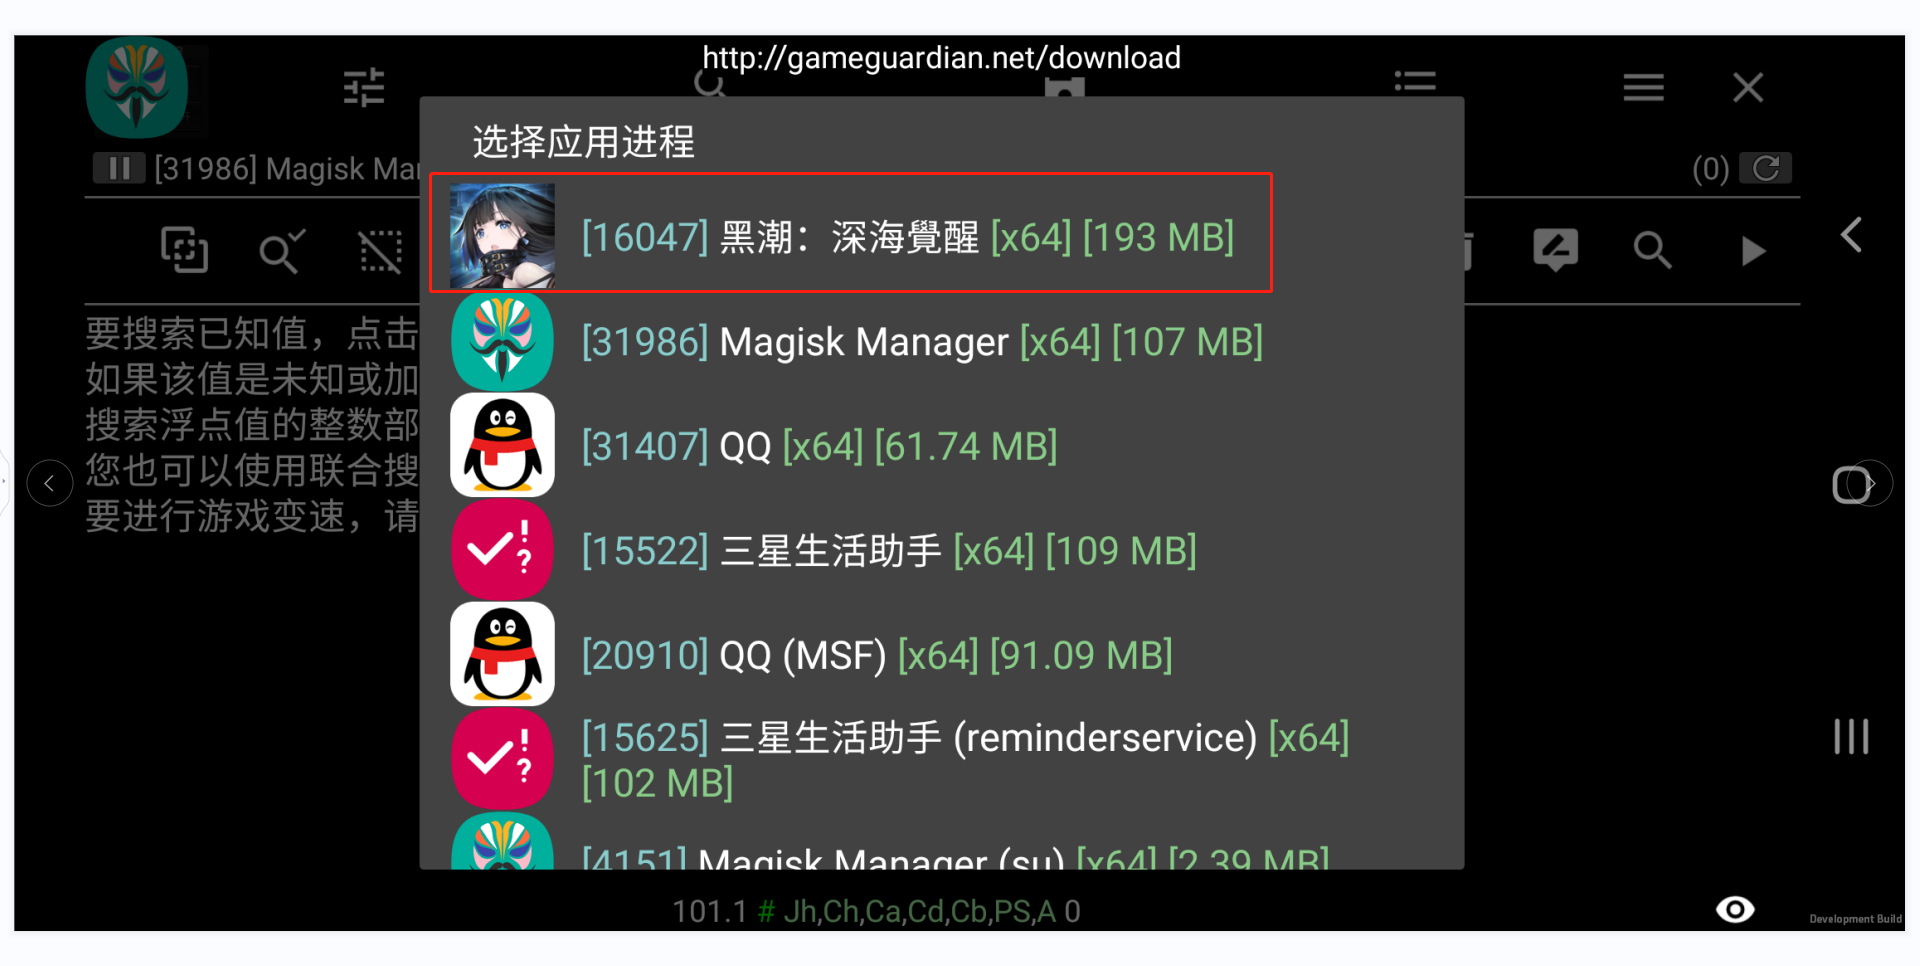 http://gameguardian.net/download
选择应用进程
[31986] Magisk Mar
(0)
[16047] 黑潮：深海覺醒 [x64] [193 MB]
[31986] Magisk Manager [x64] [107 MB]
要搜索已知值，点击
如果该值是未知或加
搜索浮点值的整数部
您也可以使用联合搜
要进行游戏变速，请
[31407] QQ [x64] [61.74 MB]
[15522] 三星生活助手 [x64] [109 MB]
[20910] QQ (MSF) [x64] [91.09 MB]
[15625] 三星生活助手 (reminderservice) [x64]
[102 MB]
[4151] Magisk Manager (su) [x64] [2.39 MB]
101.1 # Jh,Ch,Ca,Cd,Cb,PS,A 0
Development Build